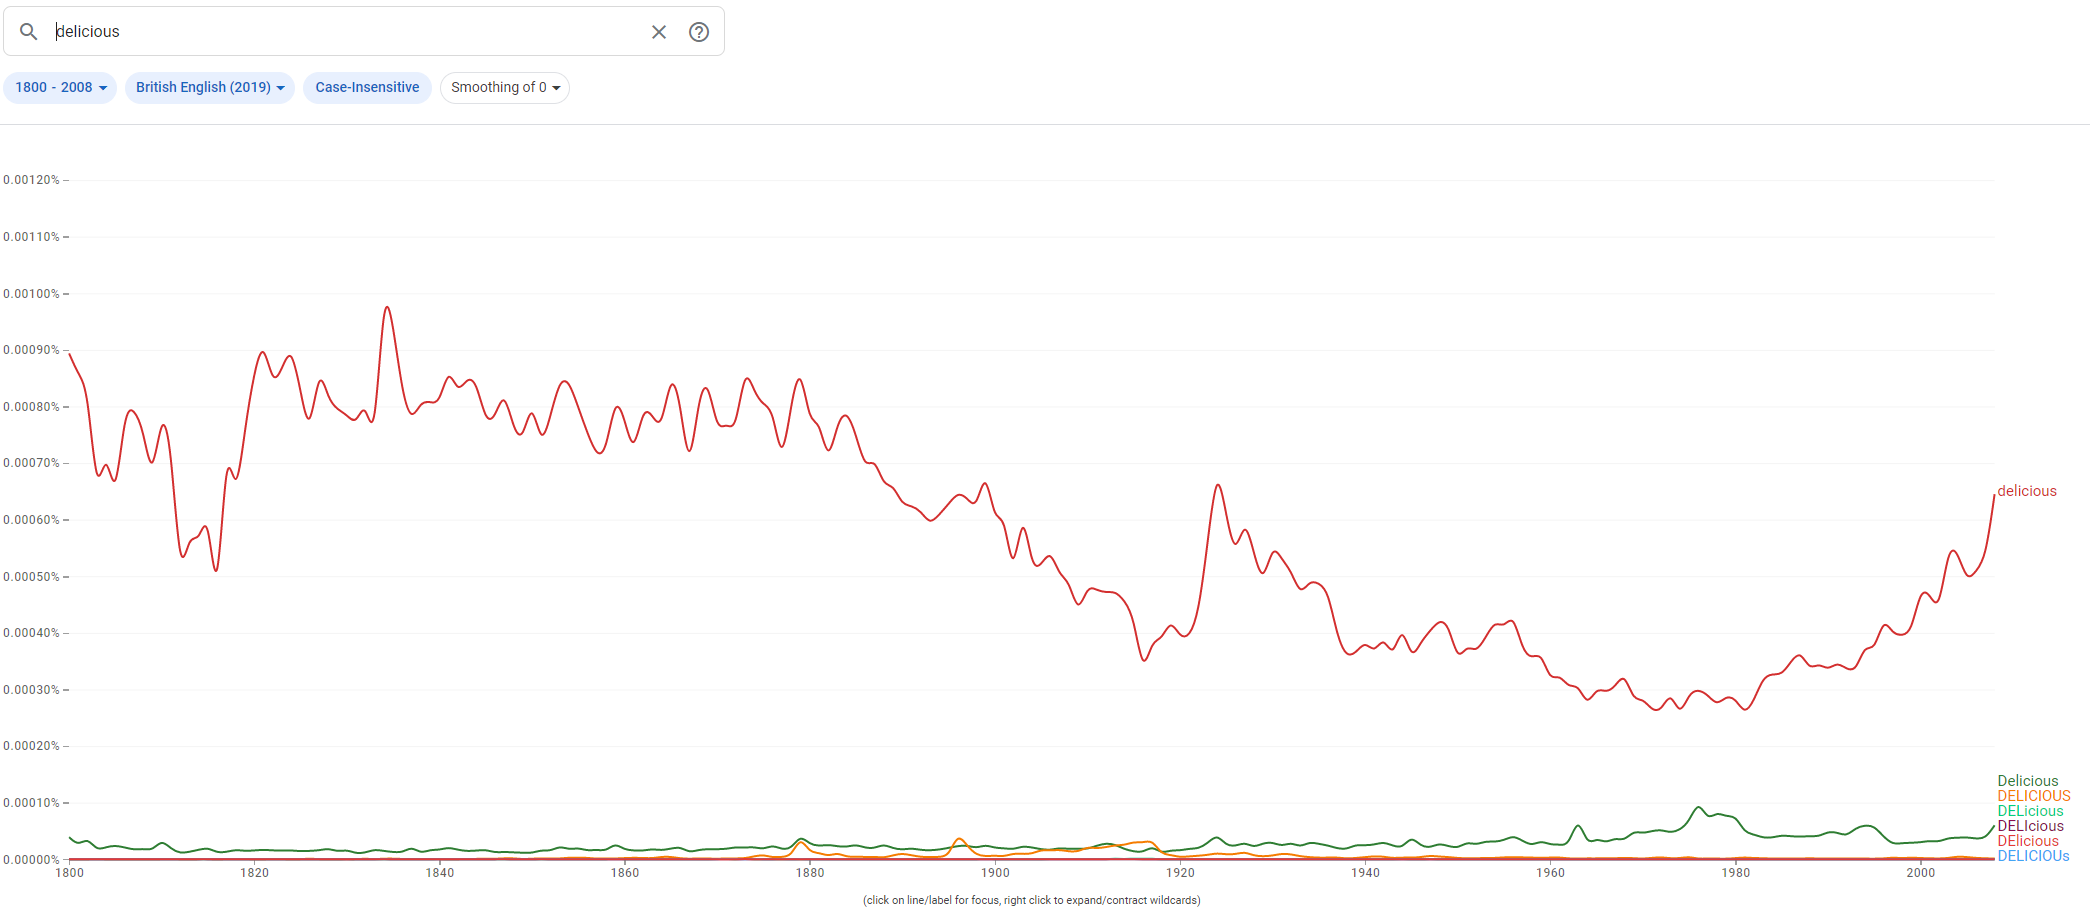 delicious
1800 - 2008 British English (2019) Case-Insensitive Smoothing of 0
0.00120%
0.00110%
0.00100%
0.00090%
0.00080%
0.00070%
0.00060%
0.00050%
0.00040%
0.00030%
0.00020%
0.00010%
0.00000%
delicious
Delicious
DELICIOUS
DELicious
DELIcious
DElicious
DELICIOUs
1800 1820 1840 1860 1880 1900 1920 1940 1960 1980 2000
(click on line/label for focus, right click to expand/contract wildcards)